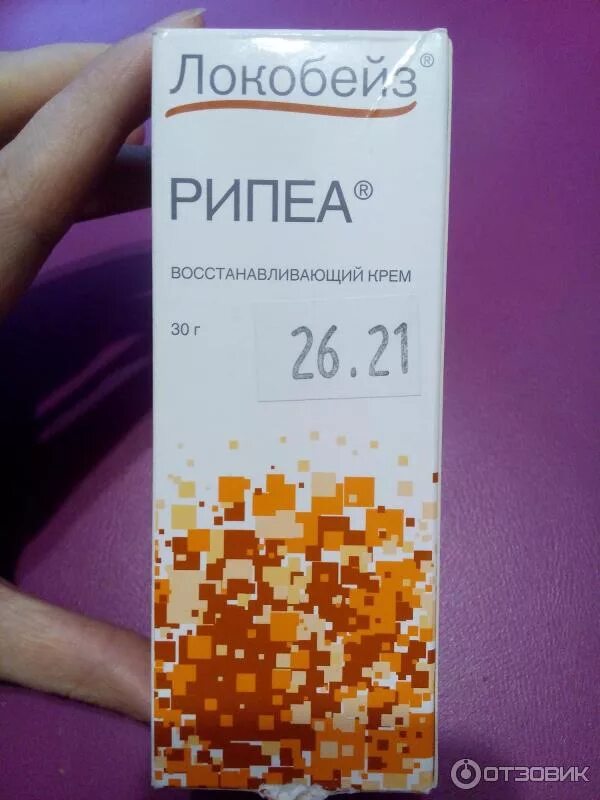 Локобейз®
РИПЕА®
ВОССТАНАВЛИВАЮЩИЙ КРЕМ
30 г
26.21
ОТЗОВИК